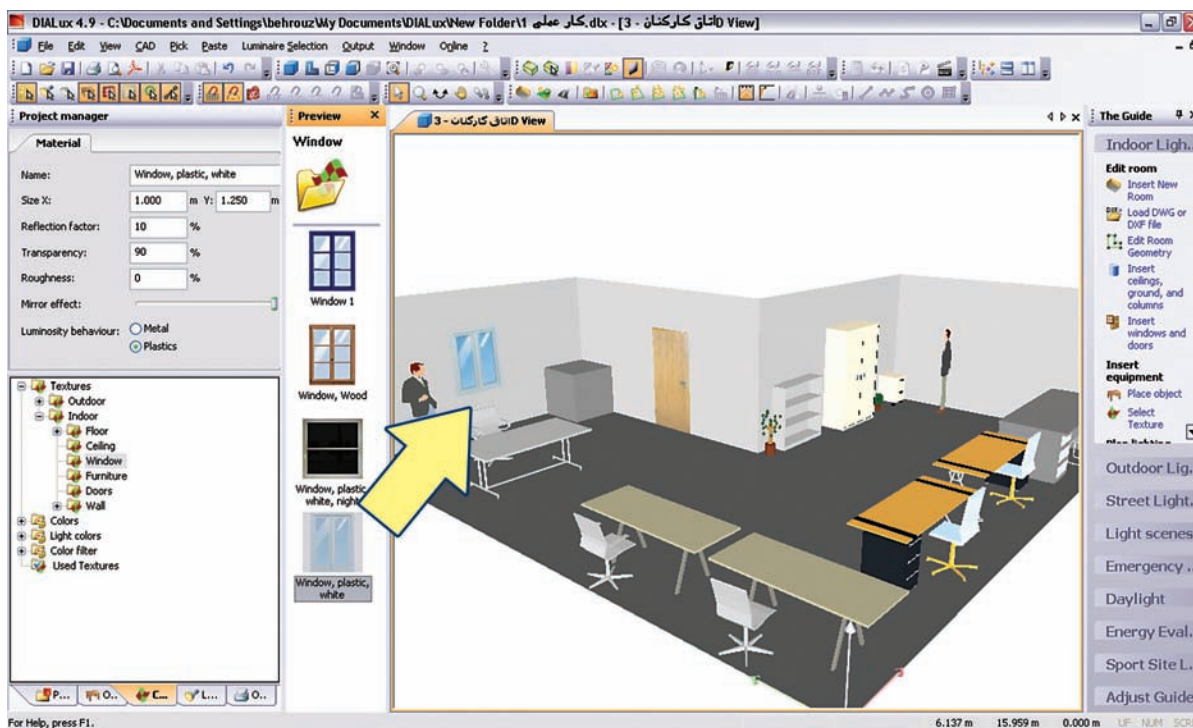 DIALux 4.9 - C:\Documents and Settings\behrouz\My Documents\DIALux\New Folder\1 کار عملی.dlx - [3 - اتاق کارکنانD View]
File Edit View CAD Pick Paste Luminaire Selection Output Window Online ?
Project manager
Material
Name: Window, plastic, white
Size X: 1.000 m Y: 1.250 m
Reflection factor: 10 %
Transparency: 90 %
Roughness: 0 %
Mirror effect:
Luminosity behaviour: Metal
Plastics
Textures
Outdoor
Indoor
Floor
Ceiling
Window
Furniture
Doors
Wall
Colors
Light colors
Color filter
Used Textures
P... O.. C... L... O..
Preview
Window
Window 1
Window, Wood
Window, plastic
white, night
Window, plastic,
white
3 - اتاق کارکنانD View
The Guide
Indoor Ligh..
Edit room
Insert New
Room
Load DWG or
DXF file
Edit Room
Geometry
Insert
ceilings,
ground, and
columns
Insert
windows and
doors
Insert
equipment
Place object
Select
Texture
Outdoor Lig.
Street Light.
Light scenes
Emergency .
Daylight
Energy Eval.
Sport Site L.
Adjust Guide
For Help, press F1.
6.137 m 15.959 m 0.000 m UF NUM SCR